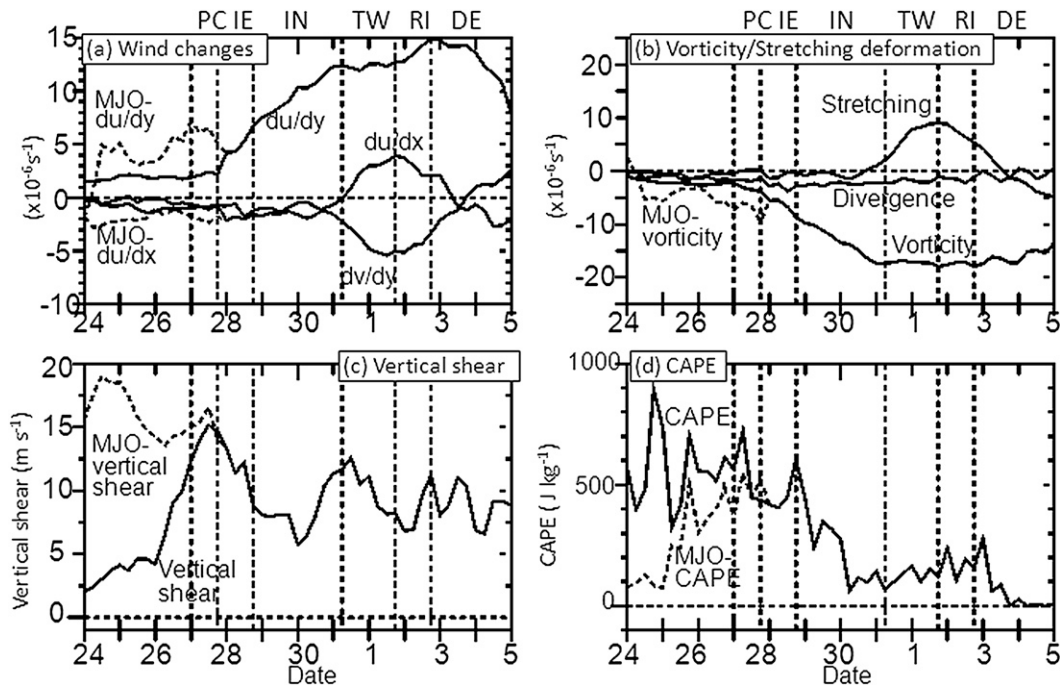 PC IE IN TW RI DE
PC IE IN TW RI DE
(a) Wind changes
15
10
5
0
-5
-10
(x10⁻⁶s⁻¹)
MJO-
du/dy
du/dy
du/dx
MJO-
du/dx
dv/dy
24 26 28 30 1 3 5
Date
(b) Vorticity/Stretching deformation
20
10
0
-10
-20
(x10⁻⁶s⁻¹)
Stretching
Divergence
MJO-
vorticity
Vorticity
24 26 28 30 1 3 5
Date
(c) Vertical shear
20
15
10
5
0
Vertical shear (m s⁻¹)
MJO-
vertical
shear
Vertical
shear
24 26 28 30 1 3 5
Date
(d) CAPE
1000
500
0
CAPE ( J kg⁻¹)
CAPE
MJO-
CAPE
24 26 28 30 1 3 5
Date